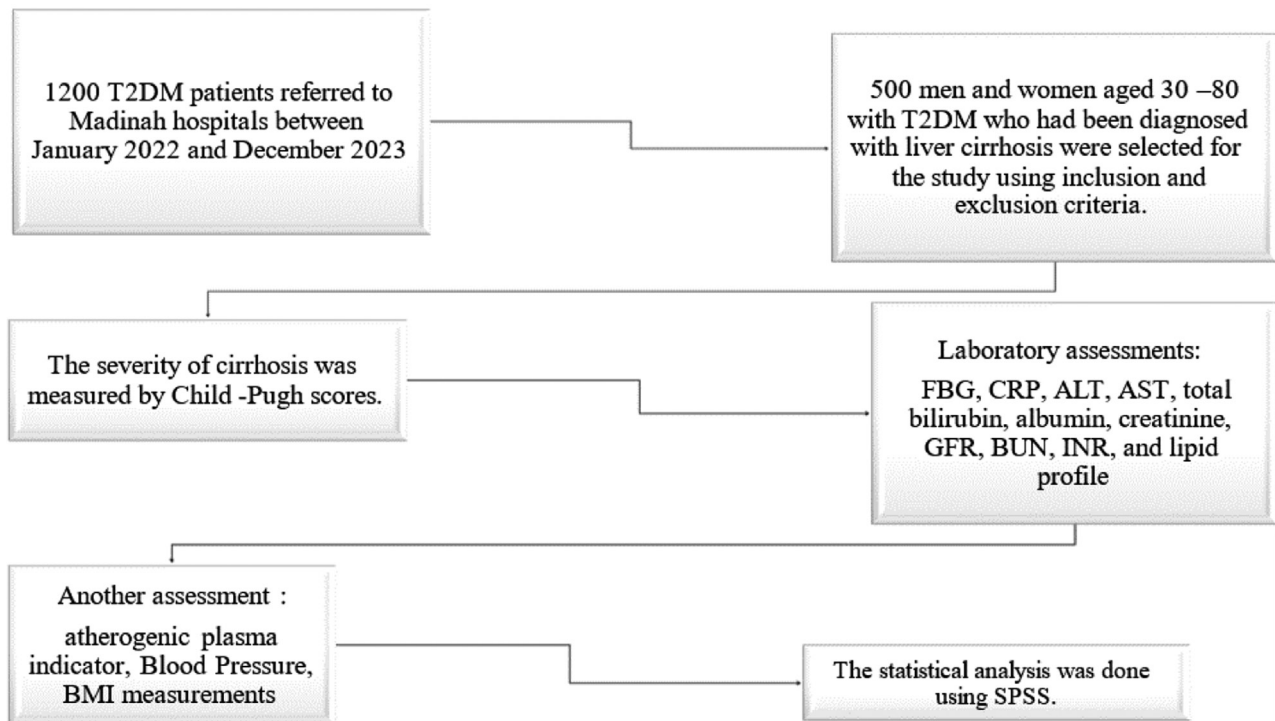 1200 T2DM patients referred to
Madinah hospitals between
January 2022 and December 2023
500 men and women aged 30 –80
with T2DM who had been diagnosed
with liver cirrhosis were selected for
the study using inclusion and
exclusion criteria.
The severity of cirrhosis was
measured by Child -Pugh scores.
Laboratory assessments:
FBG, CRP, ALT, AST, total
bilirubin, albumin, creatinine,
GFR, BUN, INR, and lipid
profile
Another assessment :
atherogenic plasma
indicator, Blood Pressure,
BMI measurements
The statistical analysis was done
using SPSS.